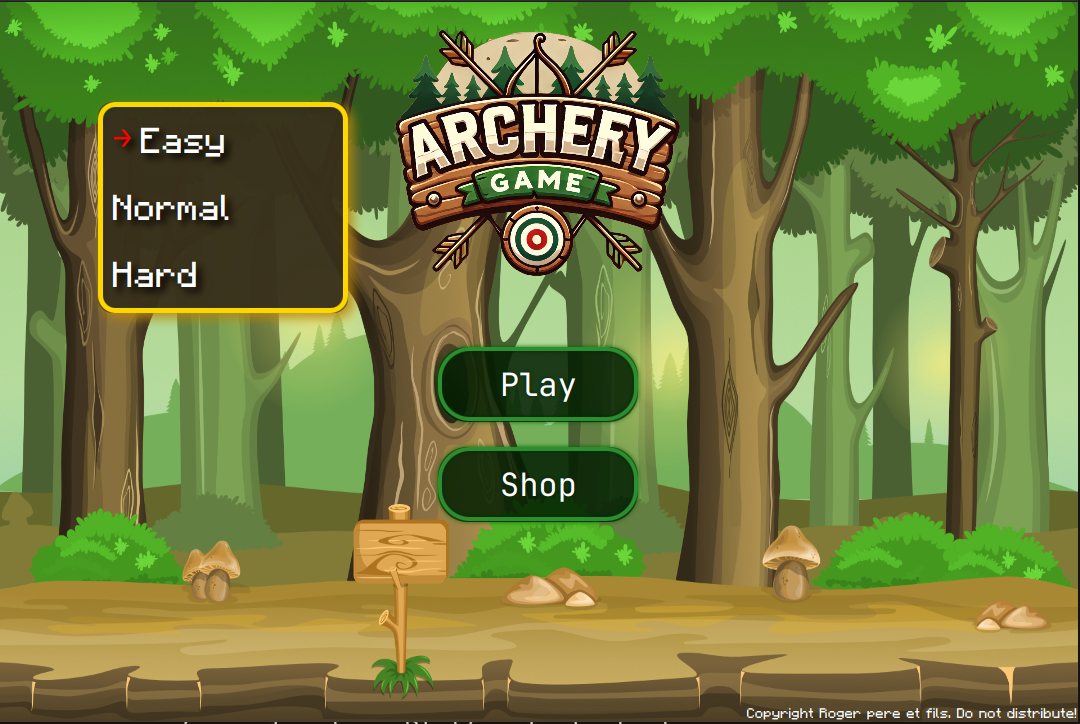 ARCHERY
GAME
Easy
Normal
Hard
Play
Shop
Copyright Roger pere et fils. Do not distribute!